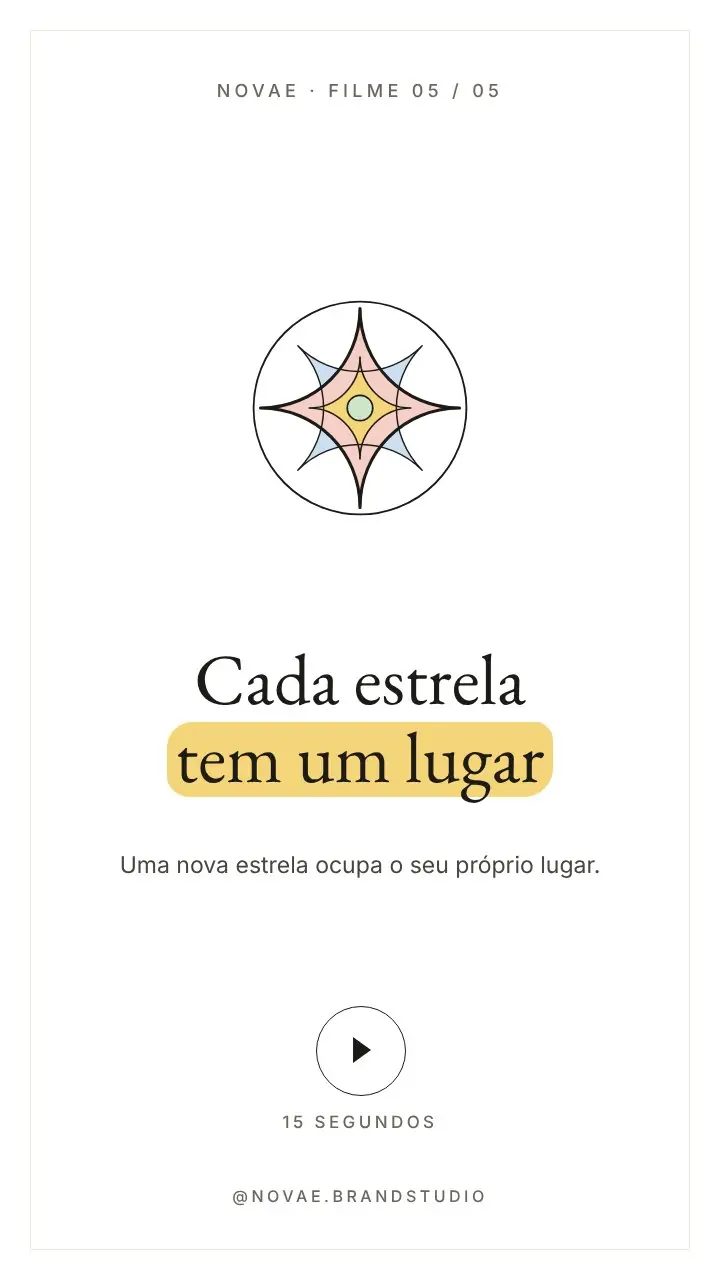 NOVAE · FILME 05 / 05
Cada estrela
tem um lugar
Uma nova estrela ocupa o seu próprio lugar.
15 SEGUNDOS
@NOVAE.BRANDSTUDIO